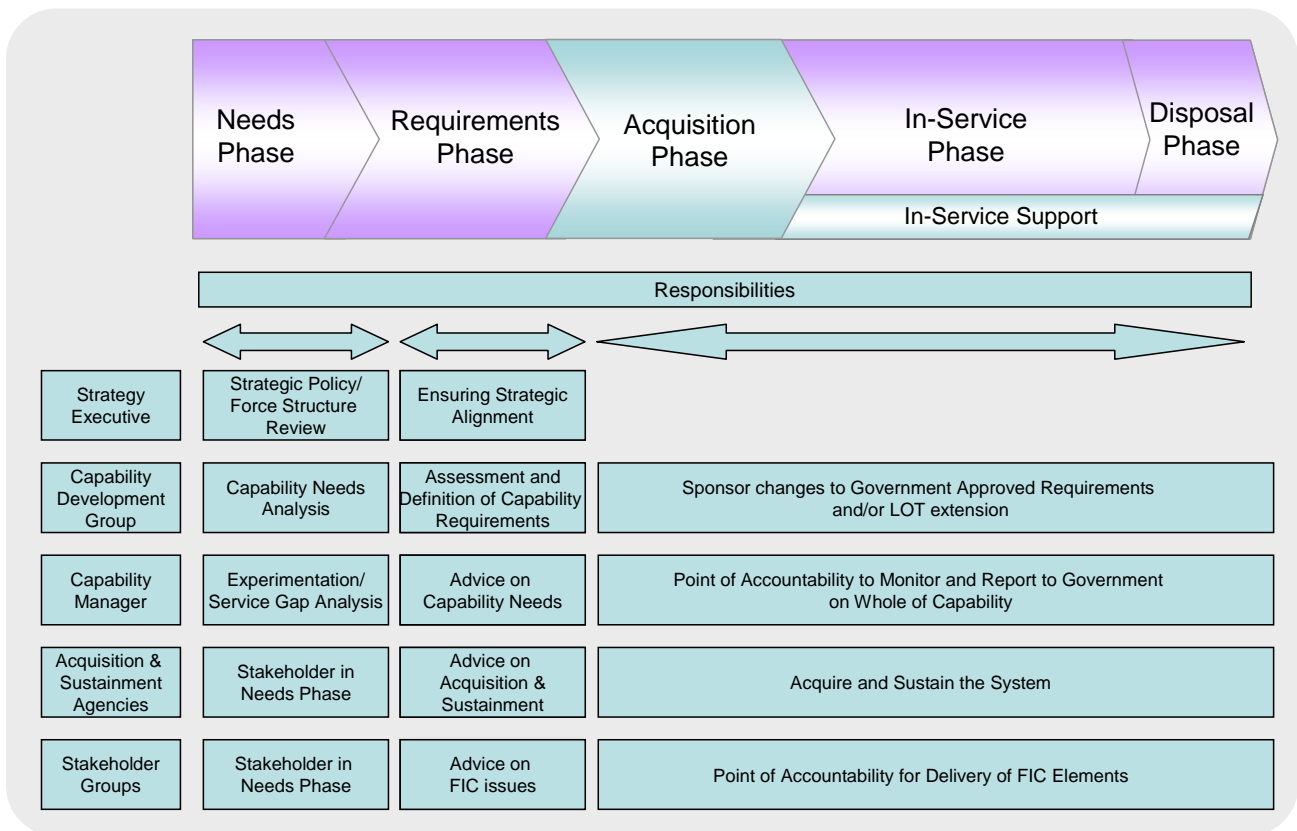 Needs
Phase
Requirements
Phase
Acquisition
Phase
In-Service
Phase
Disposal
Phase
In-Service Support
Responsibilities
Strategy
Executive
Strategic Policy/
Force Structure
Review
Ensuring Strategic
Alignment
Capability
Development
Group
Capability Needs
Analysis
Assessment and
Definition of Capability
Requirements
Sponsor changes to Government Approved Requirements
and/or LOT extension
Capability
Manager
Experimentation/
Service Gap Analysis
Advice on
Capability Needs
Point of Accountability to Monitor and Report to Government
on Whole of Capability
Acquisition &
Sustainment
Agencies
Stakeholder in
Needs Phase
Advice on
Acquisition &
Sustainment
Acquire and Sustain the System
Stakeholder
Groups
Stakeholder in
Needs Phase
Advice on
FIC issues
Point of Accountability for Delivery of FIC Elements